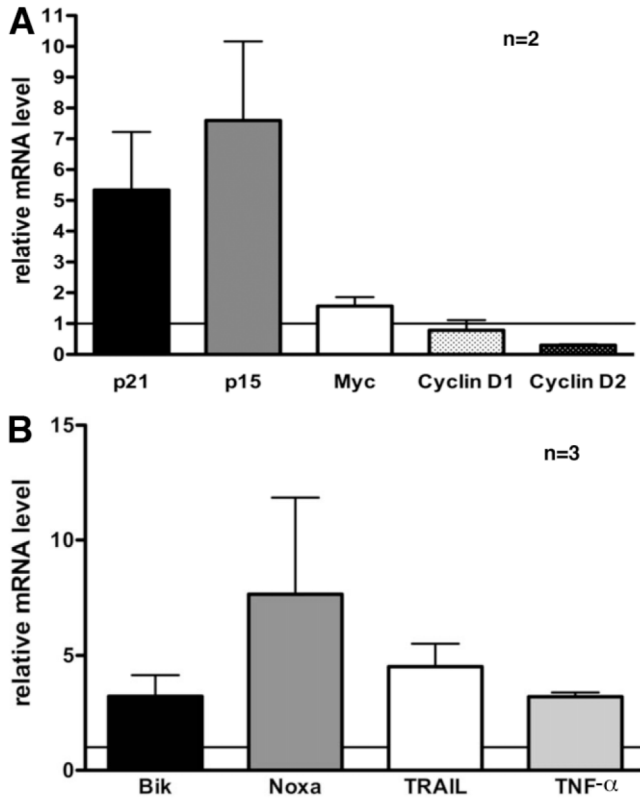 A
n=2
relative mRNA level
11
10
9
8
7
6
5
4
3
2
1
0
p21 p15 Myc Cyclin D1 Cyclin D2
B
n=3
relative mRNA level
15
10
5
0
Bik Noxa TRAIL TNF-α